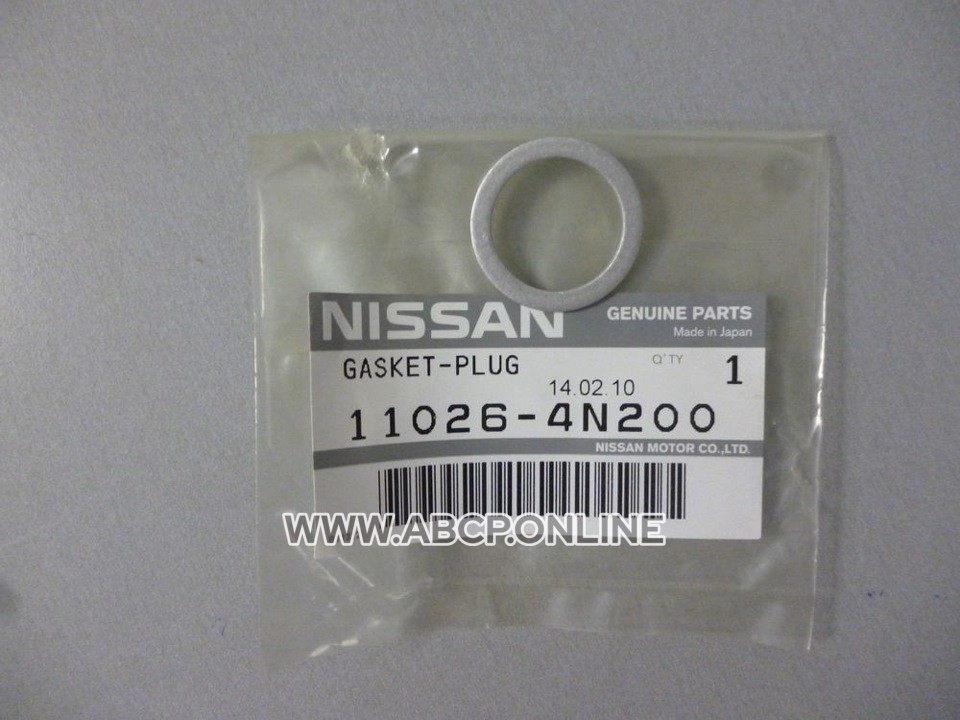 NISSAN GENUINE PARTS
Made in Japan
GASKET-PLUG Q'TY 1
14.02.10
11026-4N200
NISSAN MOTOR CO.,LTD.
WWW.ABCP.ONLINE